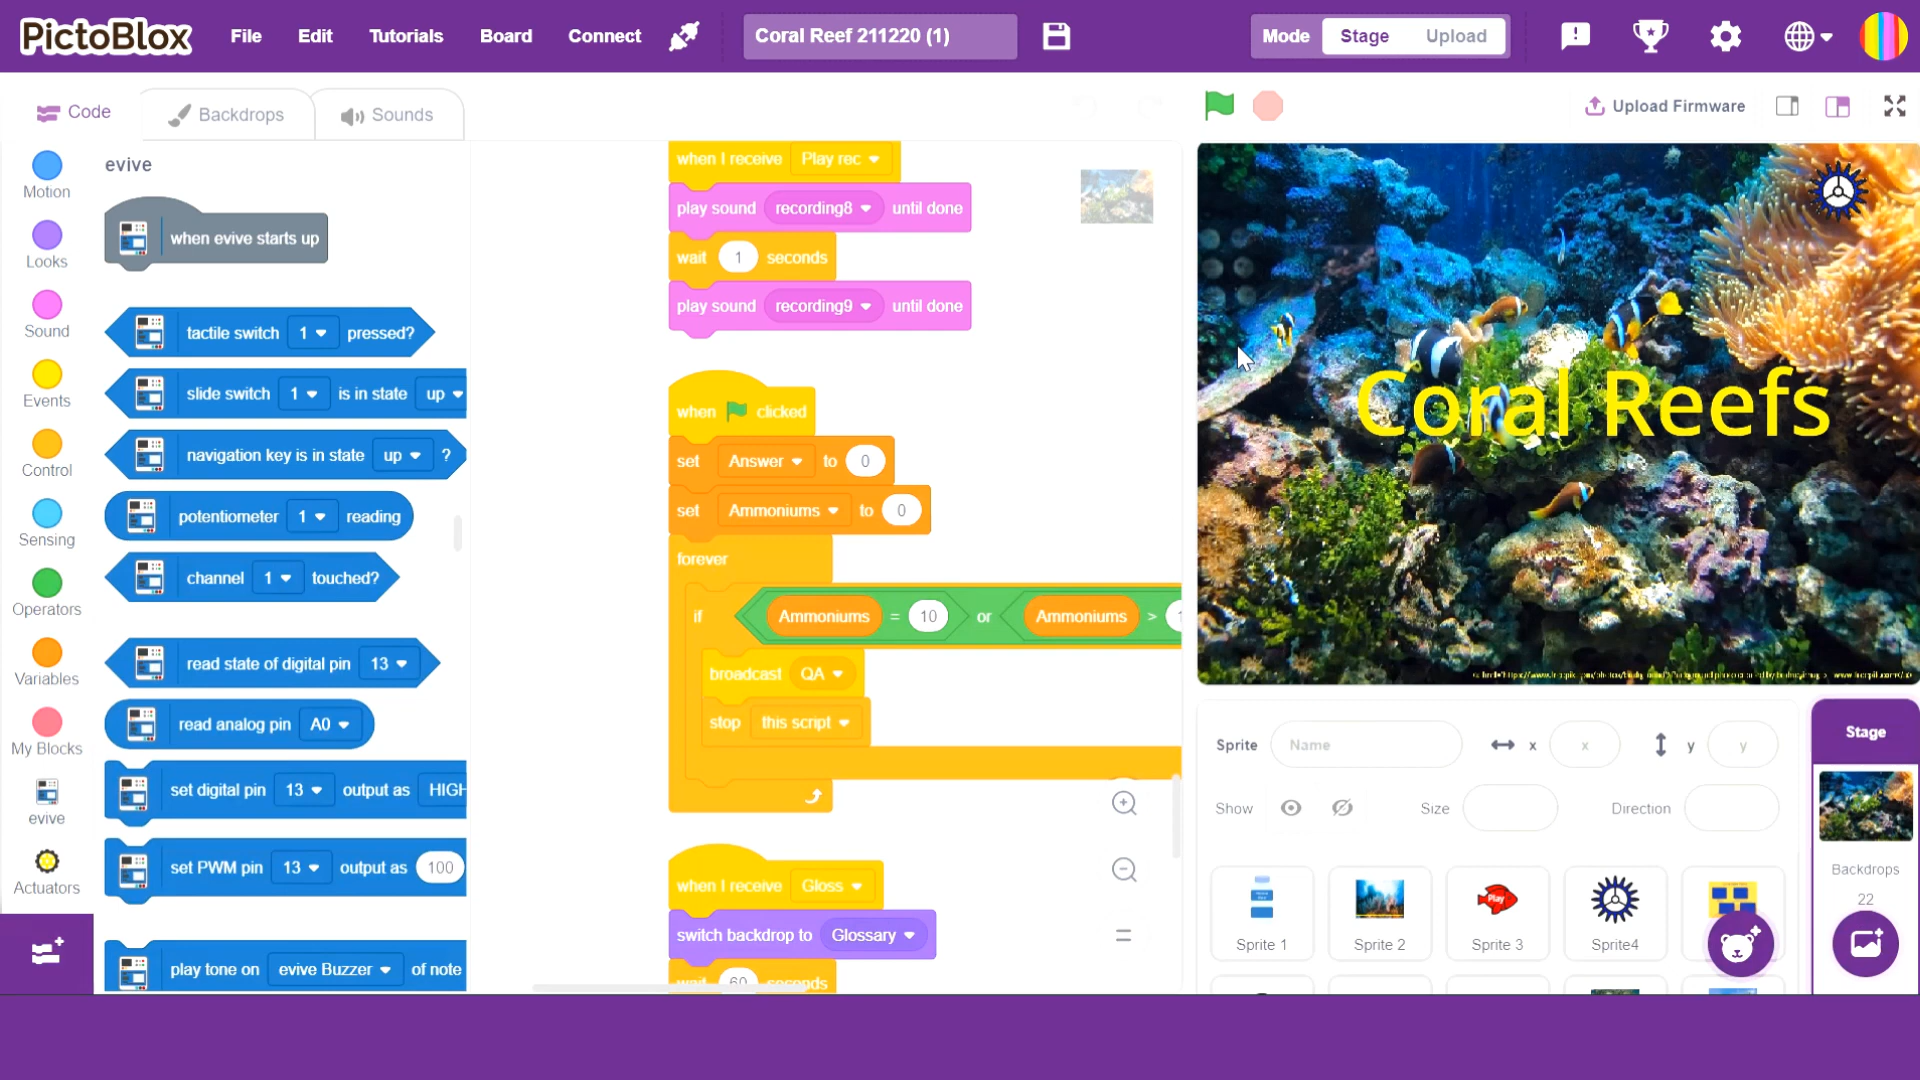 PictoBlox
File
Edit
Tutorials
Board
Connect
Coral Reef 211220 (1)
Mode
Stage
Upload
Code
Backdrops
Sounds
Upload Firmware
Motion
Looks
Sound
Events
Control
Sensing
Operators
Variables
My Blocks
evive
Actuators
evive
when evive starts up
tactile switch 1 pressed?
slide switch 1 is in state up
navigation key is in state up ?
potentiometer 1 reading
channel 1 touched?
read state of digital pin 13
read analog pin A0
set digital pin 13 output as HIGH
set PWM pin 13 output as 100
play tone on evive Buzzer of note
when I receive Play rec
play sound recording8 until done
wait 1 seconds
play sound recording9 until done
when clicked
set Answer to 0
set Ammoniums to 0
forever
if Ammoniums = 10 or Ammoniums > 1
broadcast QA
stop this script
when I receive Gloss
switch backdrop to Glossary
wait 60 seconds
Coral Reefs
Sprite Name x x y y
Show Size Direction
Sprite 1
Sprite 2
Sprite 3
Sprite4
Stage
Backdrops
22